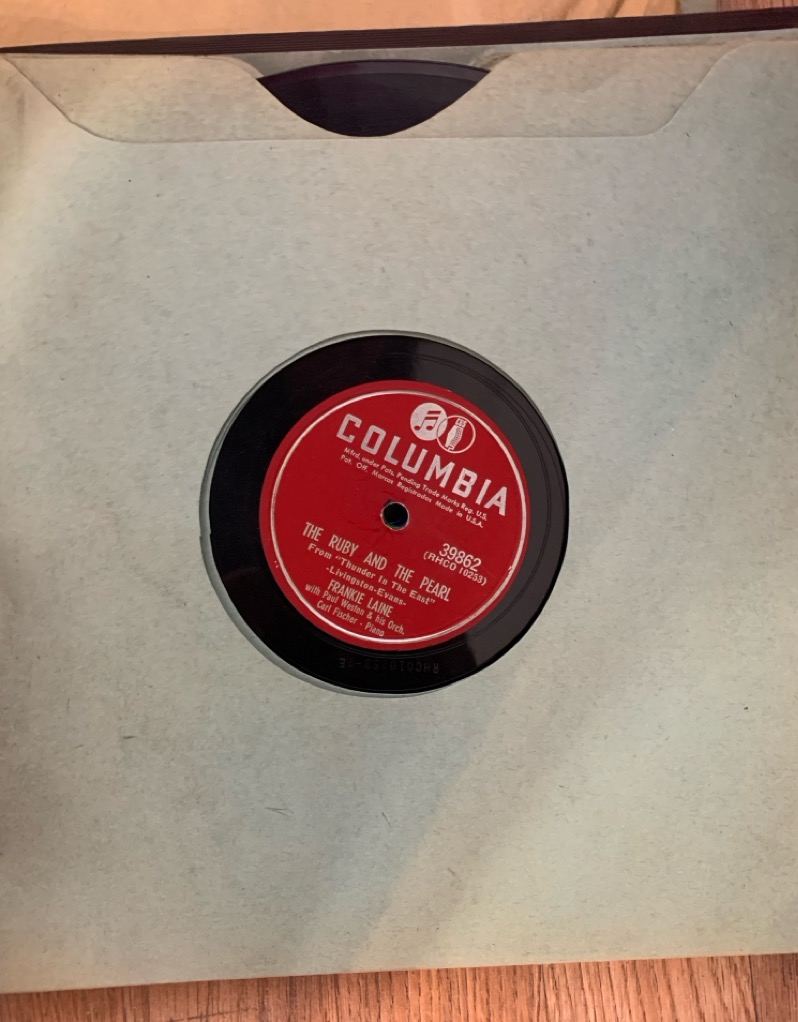 COLUMBIA
Mfrd. under Pats. Pending Trade Marks Reg. U.S.
Pat. Off. Marcas Registradas Made in U.S.A.
39862
(RHCO 10253)
THE RUBY AND THE PEARL
From "Thunder In The East"
-Livingston-Evans-
FRANKIE LAINE
with Paul Weston & his Orch.
Carl Fischer - Piano